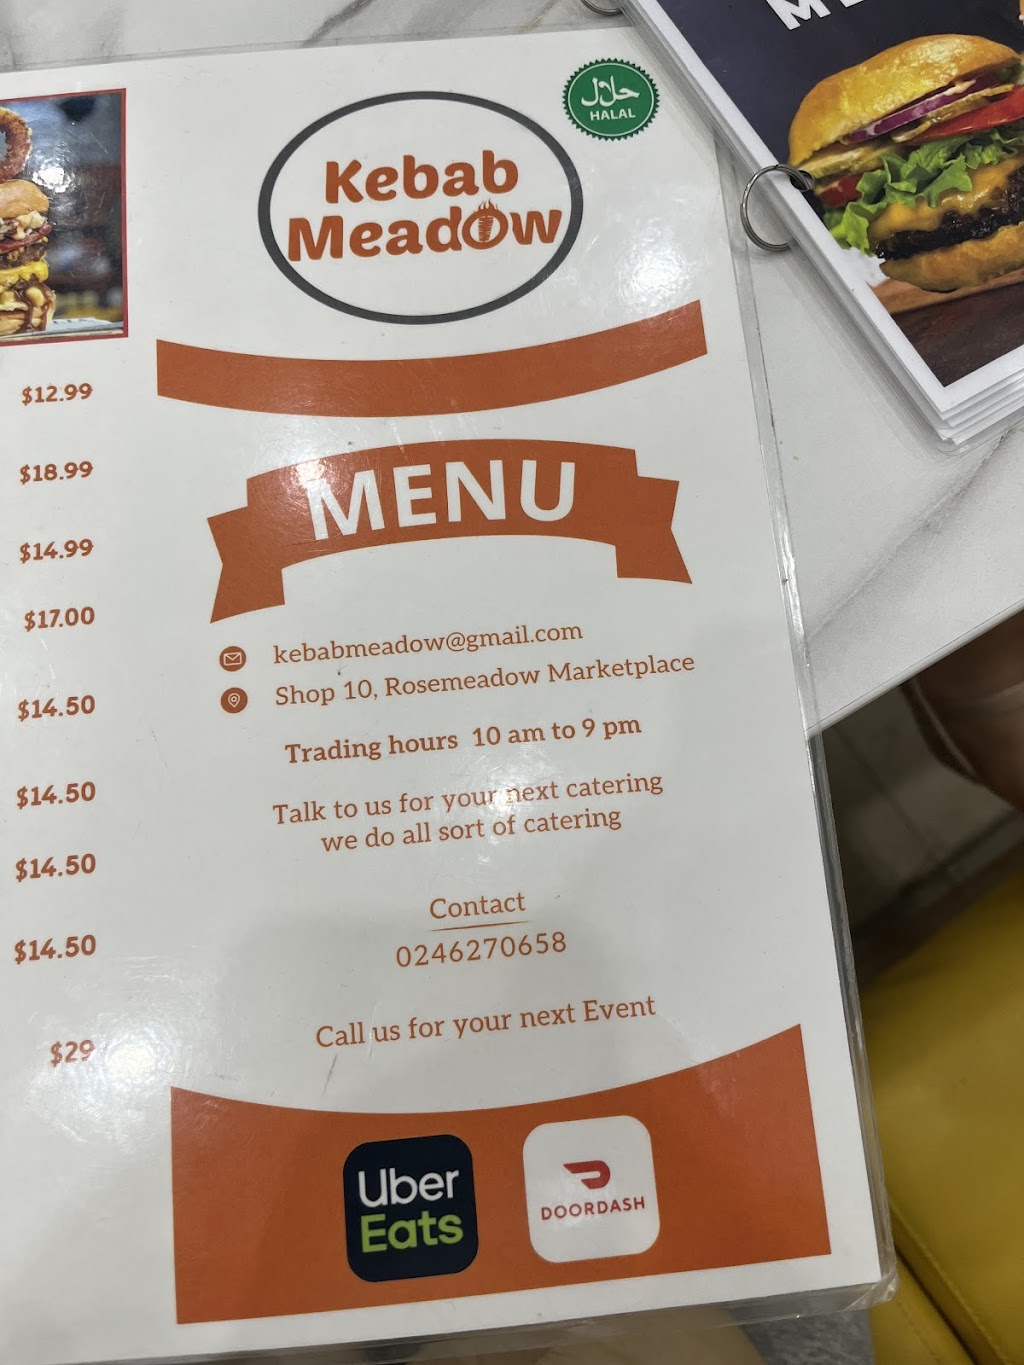 حلال
HALAL
Kebab
Meadow
MENU
kebabmeadow@gmail.com
Shop 10, Rosemeadow Marketplace
Trading hours 10 am to 9 pm
Talk to us for your next catering
we do all sort of catering
Contact
0246270658
Call us for your next Event
Uber
Eats
DOORDASH
$12.99
$18.99
$14.99
$17.00
$14.50
$14.50
$14.50
$14.50
$29